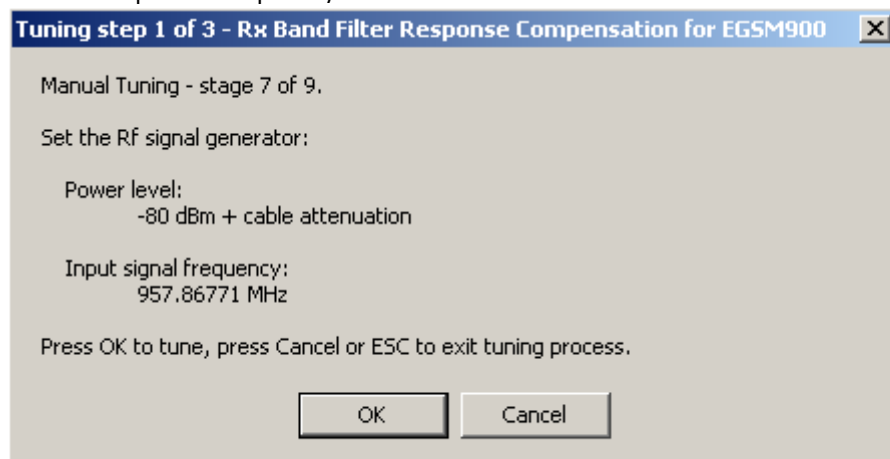 Tuning step 1 of 3 - Rx Band Filter Response Compensation for EGSM900
Manual Tuning - stage 7 of 9.
Set the Rf signal generator:
Power level:
-80 dBm + cable attenuation
Input signal frequency:
957.86771 MHz
Press OK to tune, press Cancel or ESC to exit tuning process.
OK Cancel